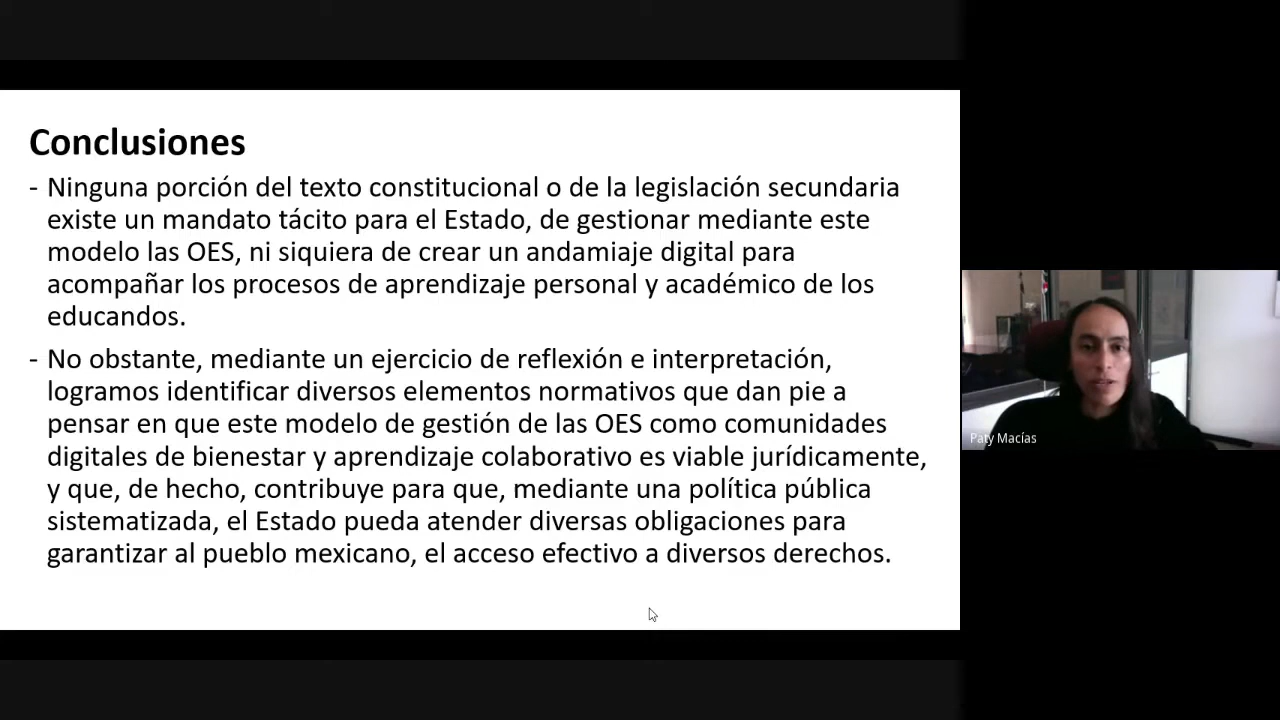 Conclusiones
- Ninguna porción del texto constitucional o de la legislación secundaria
existe un mandato tácito para el Estado, de gestionar mediante este
modelo las OES, ni siquiera de crear un andamiaje digital para
acompañar los procesos de aprendizaje personal y académico de los
educandos.
- No obstante, mediante un ejercicio de reflexión e interpretación,
logramos identificar diversos elementos normativos que dan pie a
pensar en que este modelo de gestión de las OES como comunidades
digitales de bienestar y aprendizaje colaborativo es viable jurídicamente,
y que, de hecho, contribuye para que, mediante una política pública
sistematizada, el Estado pueda atender diversas obligaciones para
garantizar al pueblo mexicano, el acceso efectivo a diversos derechos.
Paty Macías